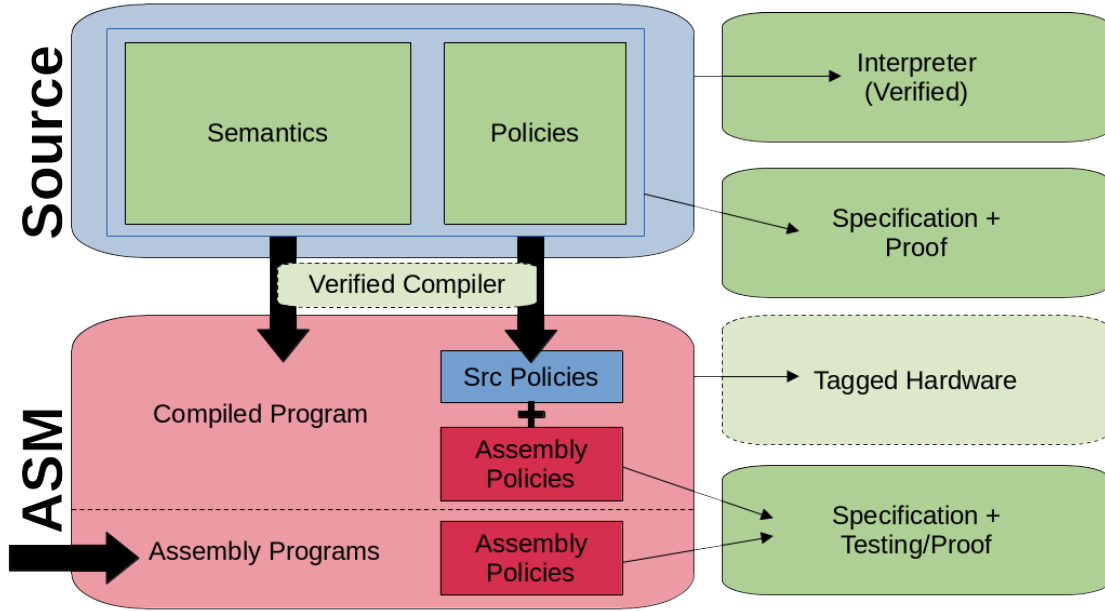 Source
Semantics
Policies
Interpreter
(Verified)
Specification +
Proof
Verified Compiler
ASM
Compiled Program
Src Policies
+
Assembly
Policies
Tagged Hardware
Assembly Programs
Assembly
Policies
Specification +
Testing/Proof